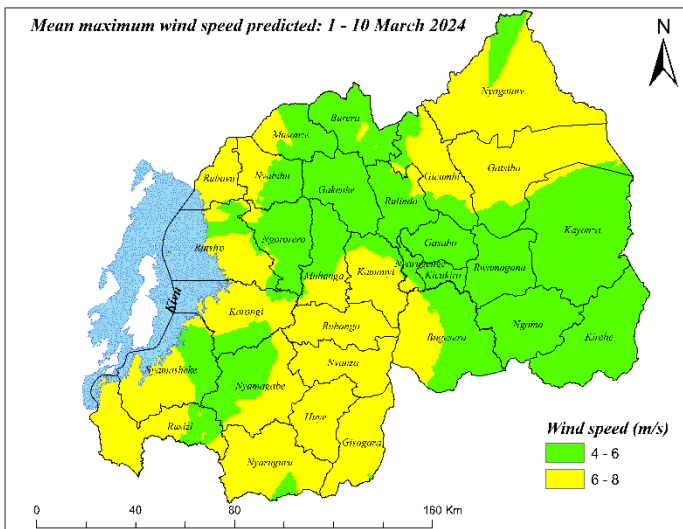 Mean maximum wind speed predicted: 1 - 10 March 2024
N
Nyagatare
Burera
Musanze
Gatsibo
Gicumbi
Rubavu
Nyabihu
Gakenke
Rulindo
Kayonza
Rutsiro
Ngororero
Gasabo
Nyarugenge
Kicukiro
Rwamagana
Muhanga
Kamonyi
Kivu
Karongi
Ruhango
Bugesera
Ngoma
Kirehe
Nyamasheke
Nyamagabe
Nyanza
Rusizi
Huye
Gisagara
Nyaruguru
Wind speed (m/s)
4 - 6
6 - 8
0 40 80 160 Km